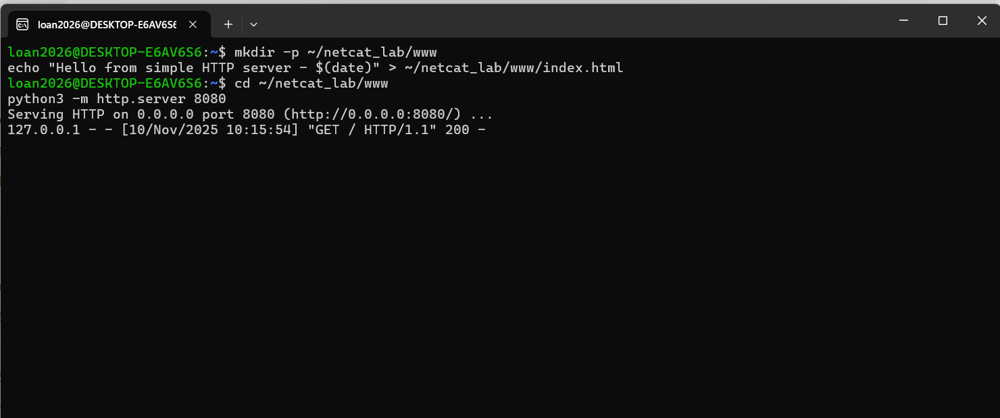 loan2026@DESKTOP-E6AV6S6
loan2026@DESKTOP-E6AV6S6:~$ mkdir -p ~/netcat_lab/www
echo "Hello from simple HTTP server - $(date)" > ~/netcat_lab/www/index.html
loan2026@DESKTOP-E6AV6S6:~$ cd ~/netcat_lab/www
python3 -m http.server 8080
Serving HTTP on 0.0.0.0 port 8080 (http://0.0.0.0:8080/) ...
127.0.0.1 - - [10/Nov/2025 10:15:54] "GET / HTTP/1.1" 200 -